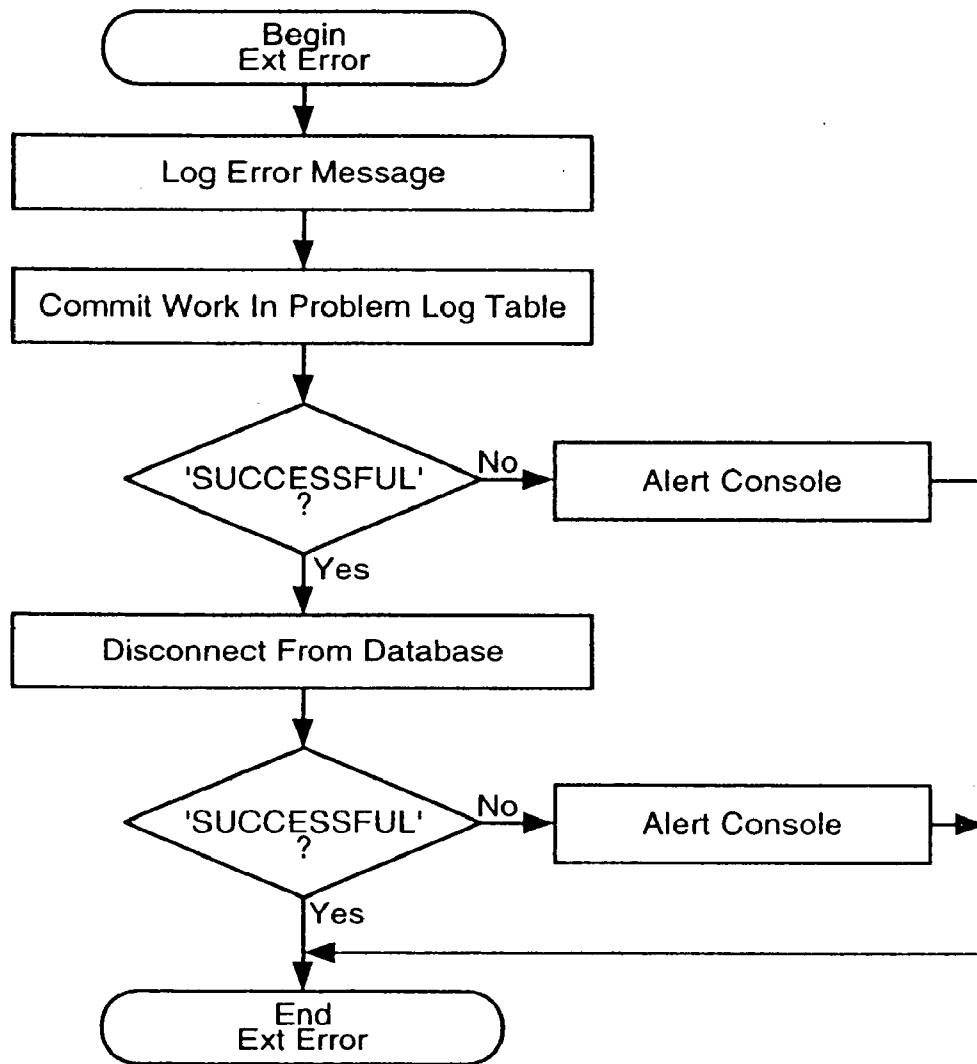 Begin
Ext Error
Log Error Message
Commit Work In Problem Log Table
'SUCCESSFUL'
?
No
Alert Console
Yes
Disconnect From Database
'SUCCESSFUL'
?
No
Alert Console
Yes
End
Ext Error